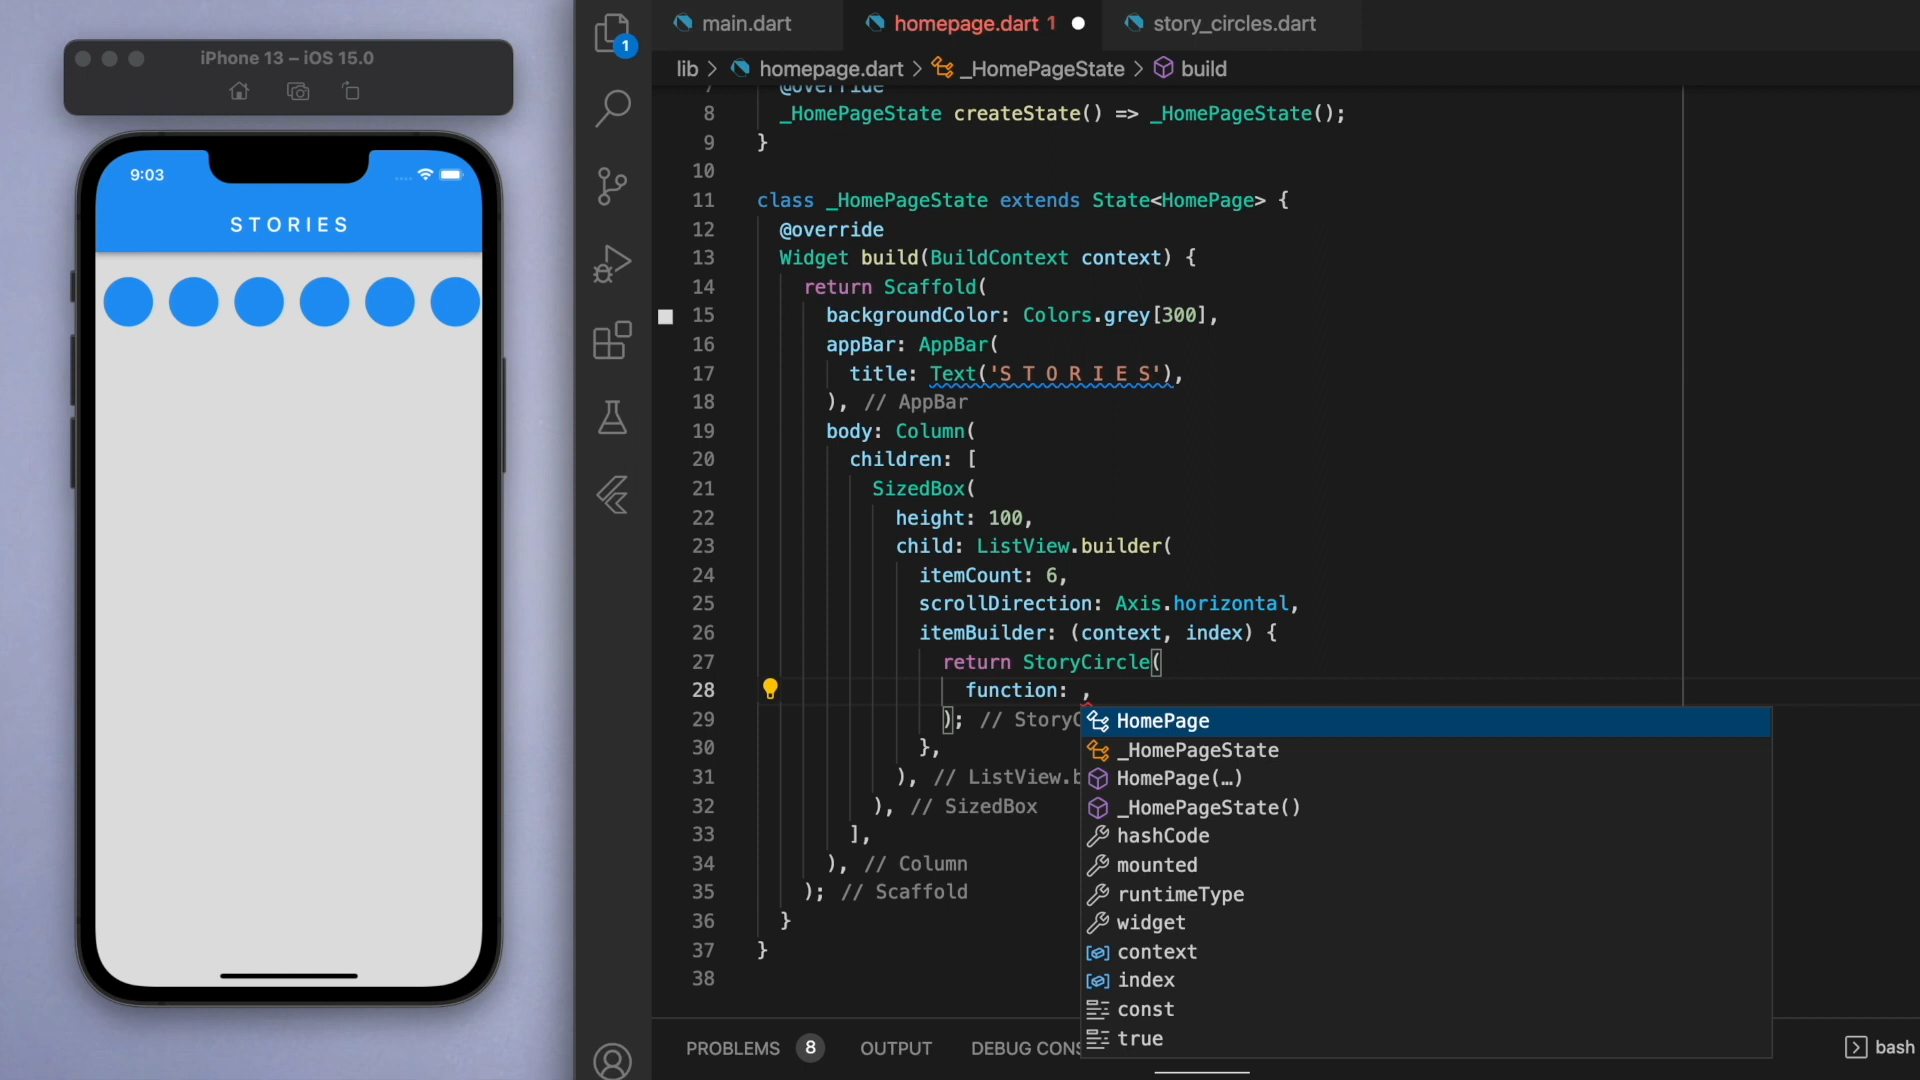 iPhone 13 – iOS 15.0
9:03
S T O R I E S
1
main.dart
homepage.dart 1
story_circles.dart
lib > homepage.dart > _HomePageState > build
7 @override
8 _HomePageState createState() => _HomePageState();
9 }
10
11 class _HomePageState extends State<HomePage> {
12 @override
13 Widget build(BuildContext context) {
14 return Scaffold(
15 backgroundColor: Colors.grey[300],
16 appBar: AppBar(
17 title: Text('S T O R I E S'),
18 ), // AppBar
19 body: Column(
20 children: [
21 SizedBox(
22 height: 100,
23 child: ListView.builder(
24 itemCount: 6,
25 scrollDirection: Axis.horizontal,
26 itemBuilder: (context, index) {
27 return StoryCircle(
28 function: ,
29 ); // StoryC
30 },
31 ), // ListView.b
32 ), // SizedBox
33 ],
34 ), // Column
35 ); // Scaffold
36 }
37 }
38
HomePage
_HomePageState
HomePage(…)
_HomePageState()
hashCode
mounted
runtimeType
widget
context
index
const
true
PROBLEMS 8 OUTPUT DEBUG CONS
bash